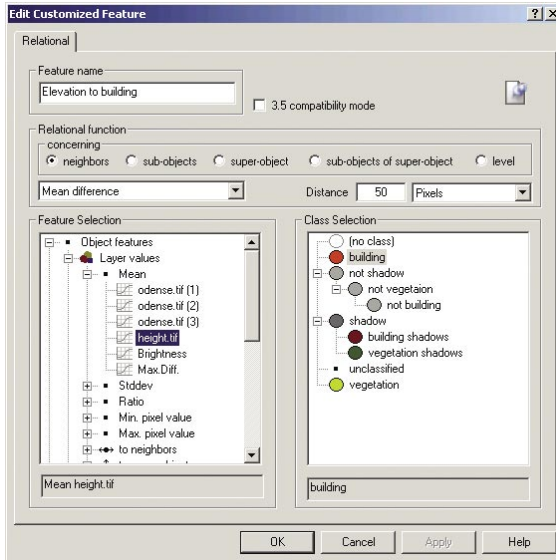 Edit Customized Feature
Relational
Feature name
Elevation to building
3.5 compatibility mode
Relational function
concerning
neighbors sub-objects super-object sub-objects of super-object level
Mean difference Distance 50 Pixels
Feature Selection
Object features
Layer values
Mean
odense.tif (1)
odense.tif (2)
odense.tif (3)
height.tif
Brightness
Max.Diff.
Stddev
Ratio
Min. pixel value
Max. pixel value
to neighbors
Mean height.tif
Class Selection
(no class)
building
not shadow
not vegetaion
not building
shadow
building shadows
vegetation shadows
unclassified
vegetation
building
OK Cancel Apply Help